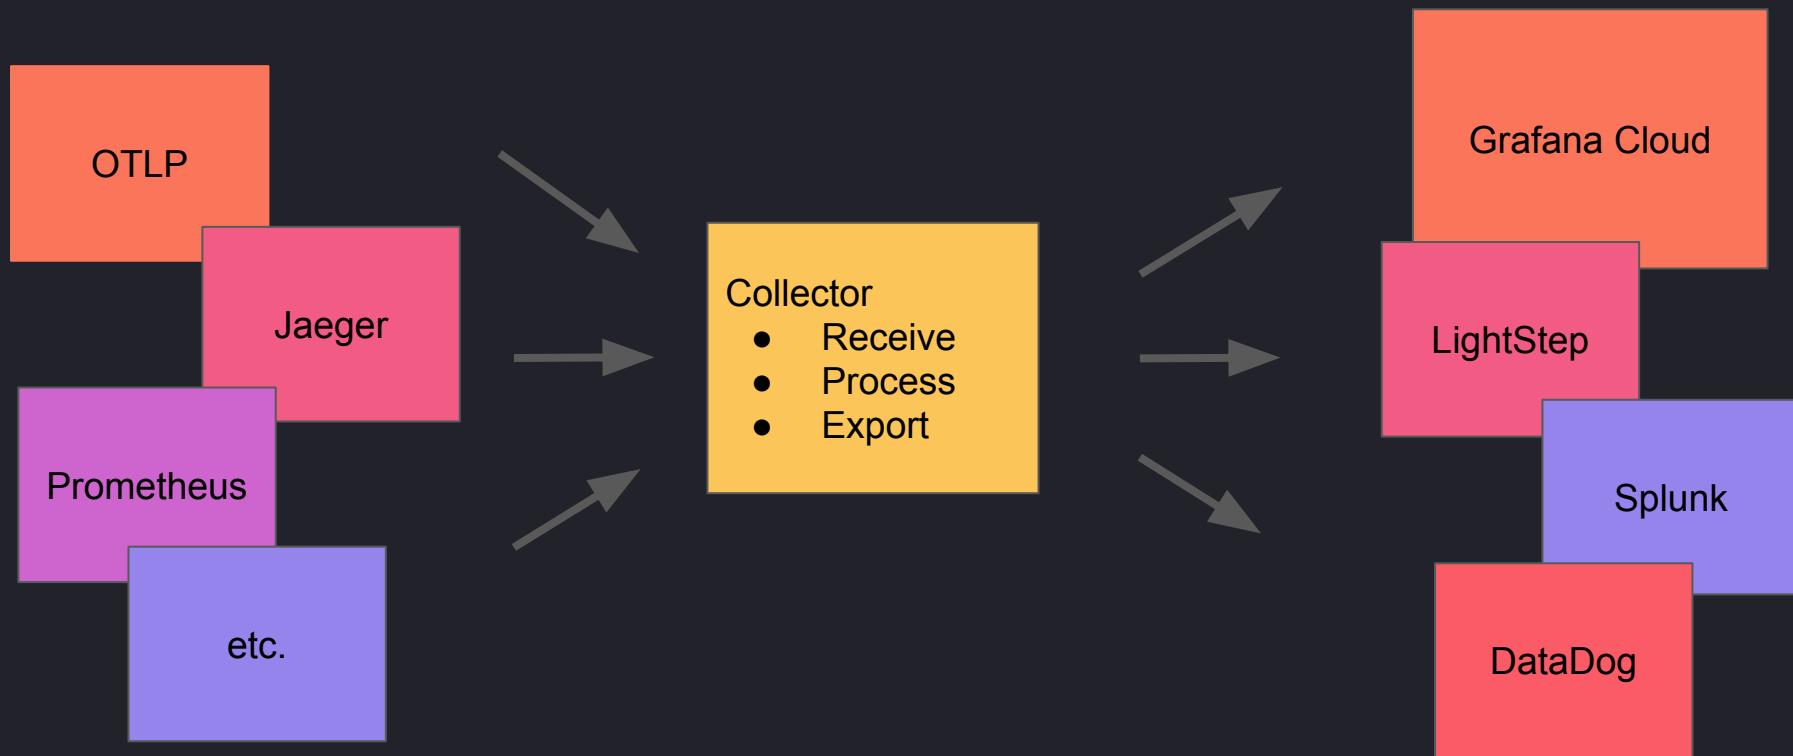 OTLP
Jaeger
Prometheus
etc.
Collector
● Receive
● Process
● Export
Grafana Cloud
LightStep
Splunk
DataDog